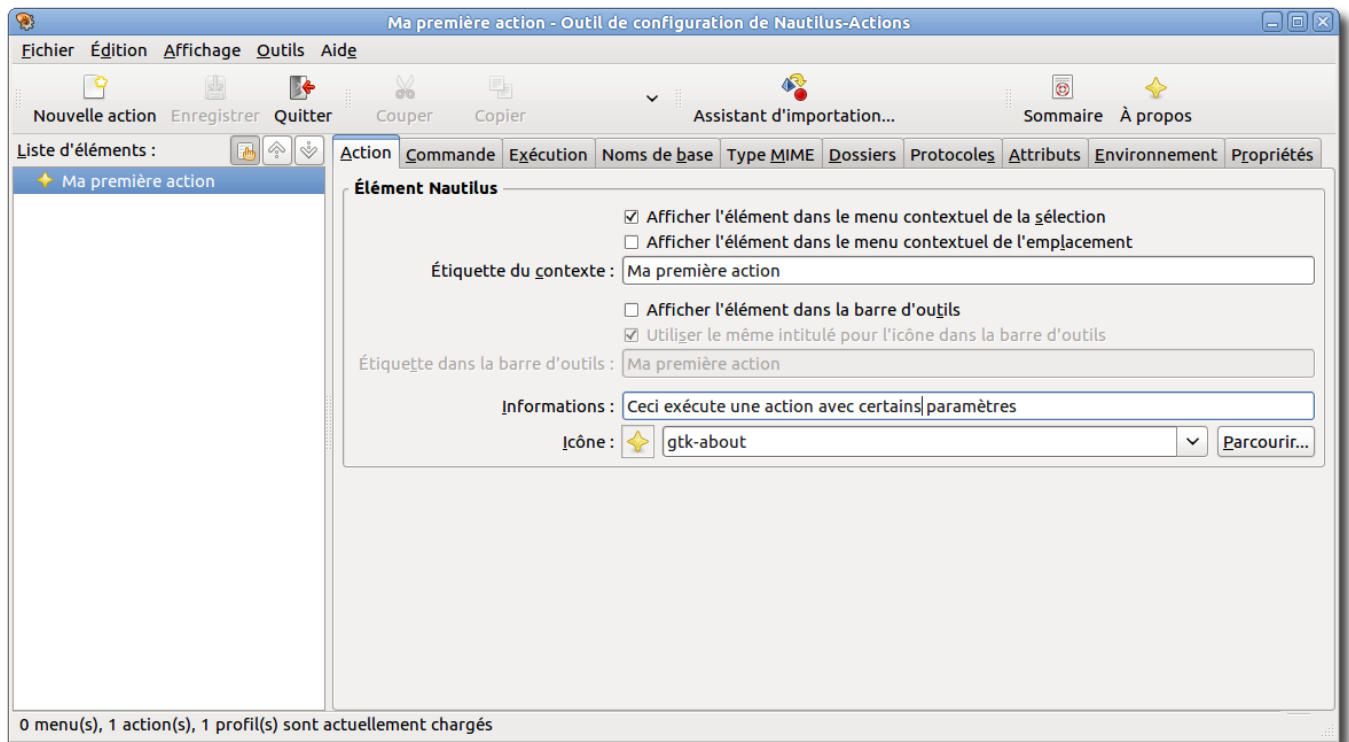 Ma première action - Outil de configuration de Nautilus-Actions
Fichier Édition Affichage Outils Aide
Nouvelle action Enregistrer Quitter Couper Copier Assistant d'importation... Sommaire À propos
Liste d'éléments :
Ma première action
Action Commande Exécution Noms de base Type MIME Dossiers Protocoles Attributs Environnement Propriétés
Élément Nautilus
Afficher l'élément dans le menu contextuel de la sélection
Afficher l'élément dans le menu contextuel de l'emplacement
Étiquette du contexte : Ma première action
Afficher l'élément dans la barre d'outils
Utiliser le même intitulé pour l'icône dans la barre d'outils
Étiquette dans la barre d'outils : Ma première action
Informations : Ceci exécute une action avec certains paramètres
Icône : gtk-about Parcourir...
0 menu(s), 1 action(s), 1 profil(s) sont actuellement chargés